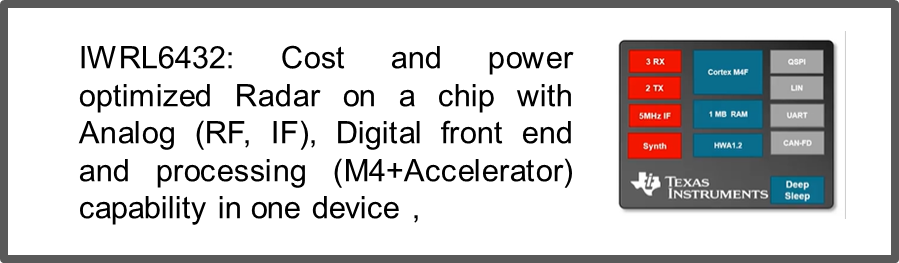 IWRL6432: Cost and power
optimized Radar on a chip with
Analog (RF, IF), Digital front end
and processing (M4+Accelerator)
capability in one device ,
3 RX
2 TX
5MHz IF
Synth
Cortex M4F
1 MB RAM
HWA1.2
QSPI
LIN
UART
CAN-FD
TEXAS
INSTRUMENTS
Deep
Sleep